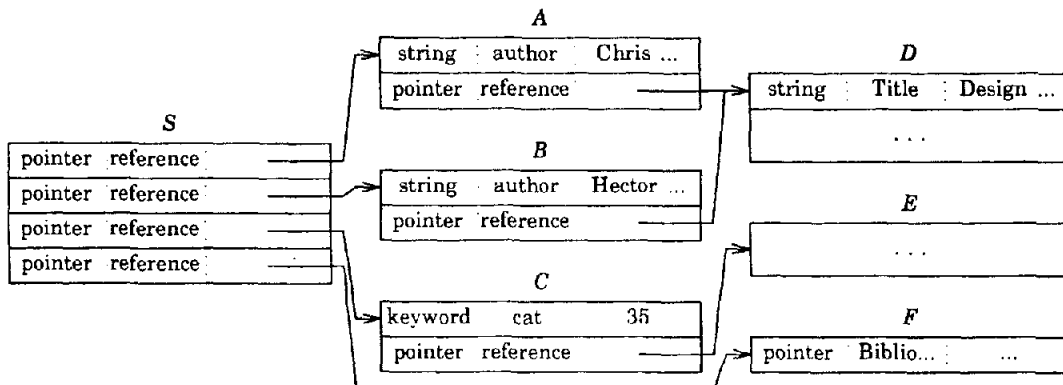 A
string author Chris ...
pointer reference
D
string Title Design ...
. . .
S
pointer reference
pointer reference
pointer reference
pointer reference
B
string author Hector ...
pointer reference
E
. . .
C
keyword cat 35
pointer reference
F
pointer Biblio... ...